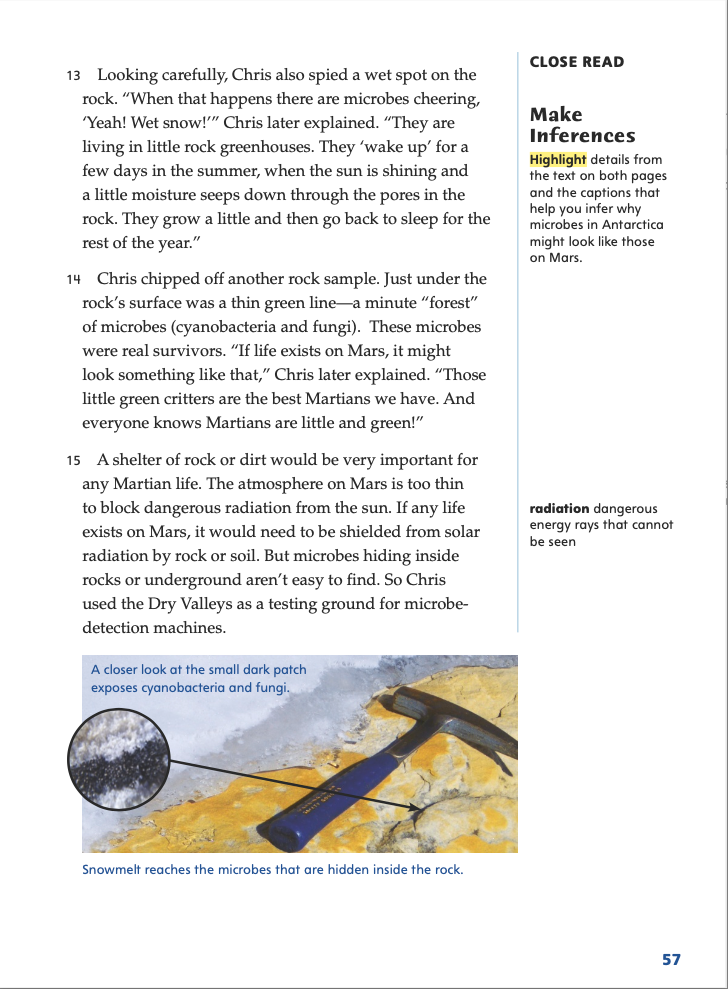 13 Looking carefully, Chris also spied a wet spot on the
rock. “When that happens there are microbes cheering,
‘Yeah! Wet snow!’” Chris later explained. “They are
living in little rock greenhouses. They ‘wake up’ for a
few days in the summer, when the sun is shining and
a little moisture seeps down through the pores in the
rock. They grow a little and then go back to sleep for the
rest of the year.”
14 Chris chipped off another rock sample. Just under the
rock’s surface was a thin green line—a minute “forest”
of microbes (cyanobacteria and fungi). These microbes
were real survivors. “If life exists on Mars, it might
look something like that,” Chris later explained. “Those
little green critters are the best Martians we have. And
everyone knows Martians are little and green!”
15 A shelter of rock or dirt would be very important for
any Martian life. The atmosphere on Mars is too thin
to block dangerous radiation from the sun. If any life
exists on Mars, it would need to be shielded from solar
radiation by rock or soil. But microbes hiding inside
rocks or underground aren’t easy to find. So Chris
used the Dry Valleys as a testing ground for microbe-
detection machines.
CLOSE READ
Make
Inferences
Highlight details from
the text on both pages
and the captions that
help you infer why
microbes in Antarctica
might look like those
on Mars.
radiation dangerous
energy rays that cannot
be seen
A closer look at the small dark patch
exposes cyanobacteria and fungi.
Snowmelt reaches the microbes that are hidden inside the rock.
57